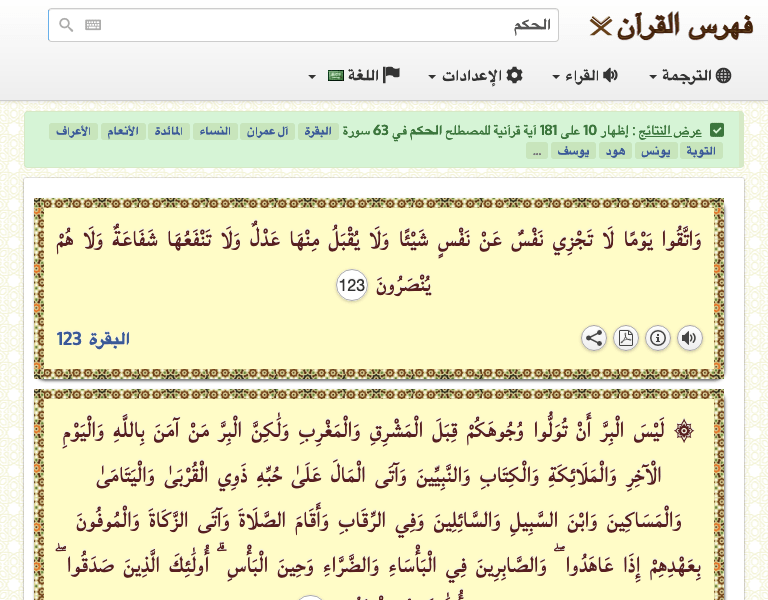 فهرس القرآن
الحكم
الترجمة القراء الإعدادات اللغة
عرض النتائج : إظهار 10 على 181 آية قرآنية للمصطلح الحكم في 63 سورة البقرة آل عمران النساء المائدة الأنعام الأعراف
التوبة يونس هود يوسف ...
وَاتَّقُوا يَوْمًا لَا تَجْزِي نَفْسٌ عَنْ نَفْسٍ شَيْئًا وَلَا يُقْبَلُ مِنْهَا عَدْلٌ وَلَا تَنْفَعُهَا شَفَاعَةٌ وَلَا هُمْ
يُنْصَرُونَ 123
البقرة 123
۞ لَيْسَ الْبِرَّ أَنْ تُوَلُّوا وُجُوهَكُمْ قِبَلَ الْمَشْرِقِ وَالْمَغْرِبِ وَلَٰكِنَّ الْبِرَّ مَنْ آمَنَ بِاللَّهِ وَالْيَوْمِ
الْآخِرِ وَالْمَلَائِكَةِ وَالْكِتَابِ وَالنَّبِيِّينَ وَآتَى الْمَالَ عَلَىٰ حُبِّهِ ذَوِي الْقُرْبَىٰ وَالْيَتَامَىٰ
وَالْمَسَاكِينَ وَابْنَ السَّبِيلِ وَالسَّائِلِينَ وَفِي الرِّقَابِ وَأَقَامَ الصَّلَاةَ وَآتَى الزَّكَاةَ وَالْمُوفُونَ
بِعَهْدِهِمْ إِذَا عَاهَدُوا ۖ وَالصَّابِرِينَ فِي الْبَأْسَاءِ وَالضَّرَّاءِ وَحِينَ الْبَأْسِ ۗ أُولَٰئِكَ الَّذِينَ صَدَقُوا ۖ